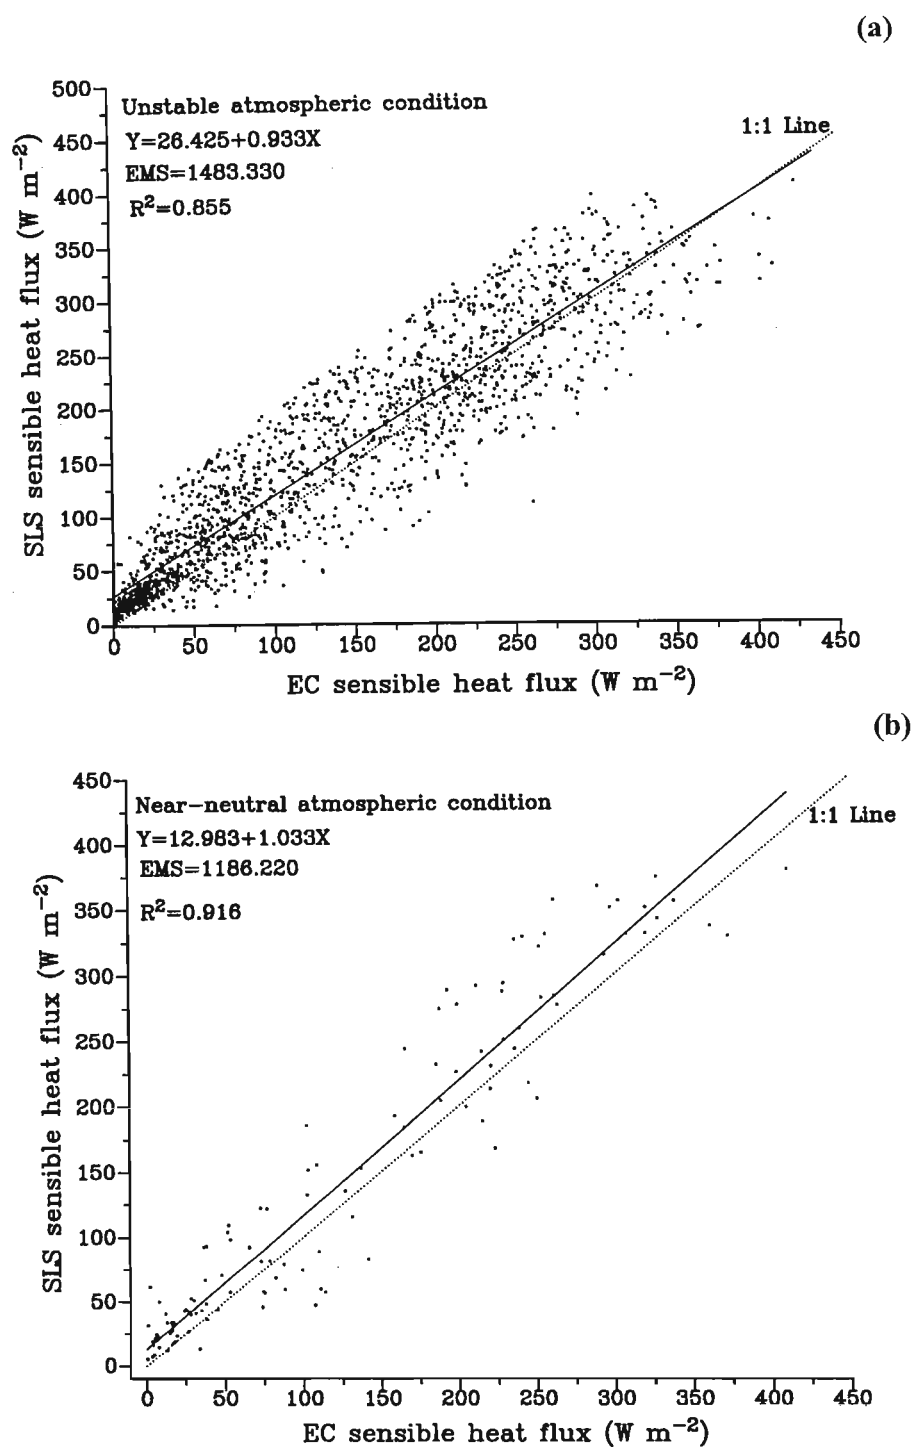 (a)
Unstable atmospheric condition
Y=26.425+0.933X
EMS=1483.330
R²=0.855
1:1 Line
500
450
400
350
300
250
200
150
100
50
0
SLS sensible heat flux (W m⁻²)
0 50 100 150 200 250 300 350 400 450
EC sensible heat flux (W m⁻²)
(b)
Near-neutral atmospheric condition
Y=12.983+1.033X
EMS=1186.220
R²=0.916
1:1 Line
450
400
350
300
250
200
150
100
50
0
SLS sensible heat flux (W m⁻²)
0 50 100 150 200 250 300 350 400 450
EC sensible heat flux (W m⁻²)